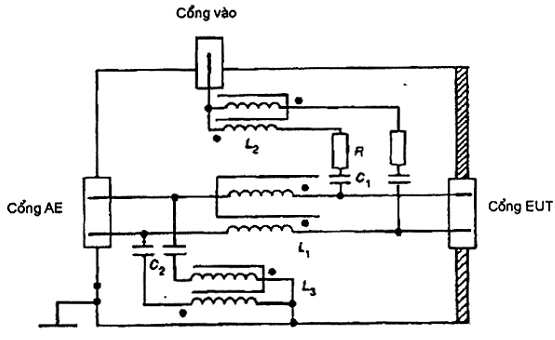 Cổng vào
L2
R
C1
Cổng AE
Cổng EUT
L1
C2
L3